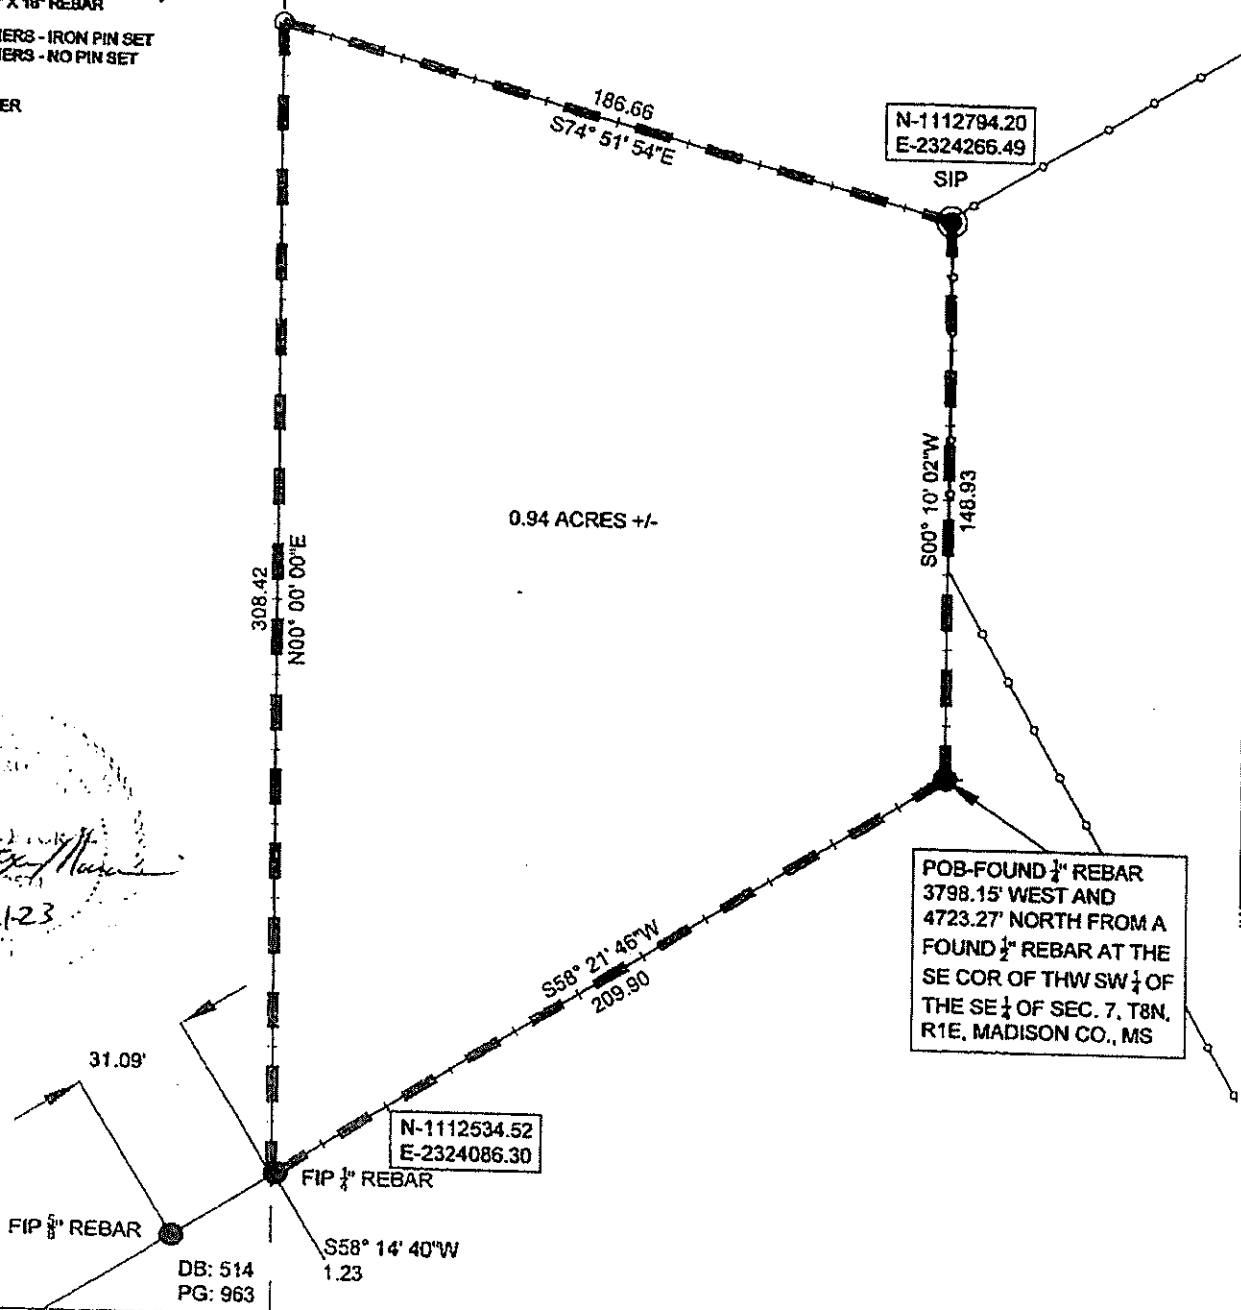 " X 18" REBAR
ERS - IRON PIN SET
ERS - NO PIN SET
ER
186.66
S74° 51' 54"E
N-1112794.20
E-2324266.49
SIP
S00° 10' 02"W
148.93
0.94 ACRES +/-
308.42
N00° 00' 00"E
1-23
POB-FOUND ¼" REBAR
3798.15' WEST AND
4723.27' NORTH FROM A
FOUND ½" REBAR AT THE
SE COR OF THW SW ¼ OF
THE SE ¼ OF SEC. 7, T8N,
R1E, MADISON CO., MS
S58° 21' 46"W
209.90
31.09'
N-1112534.52
E-2324086.30
FIP ¼" REBAR
FIP ⅝" REBAR
S58° 14' 40"W
1.23
DB: 514
PG: 963